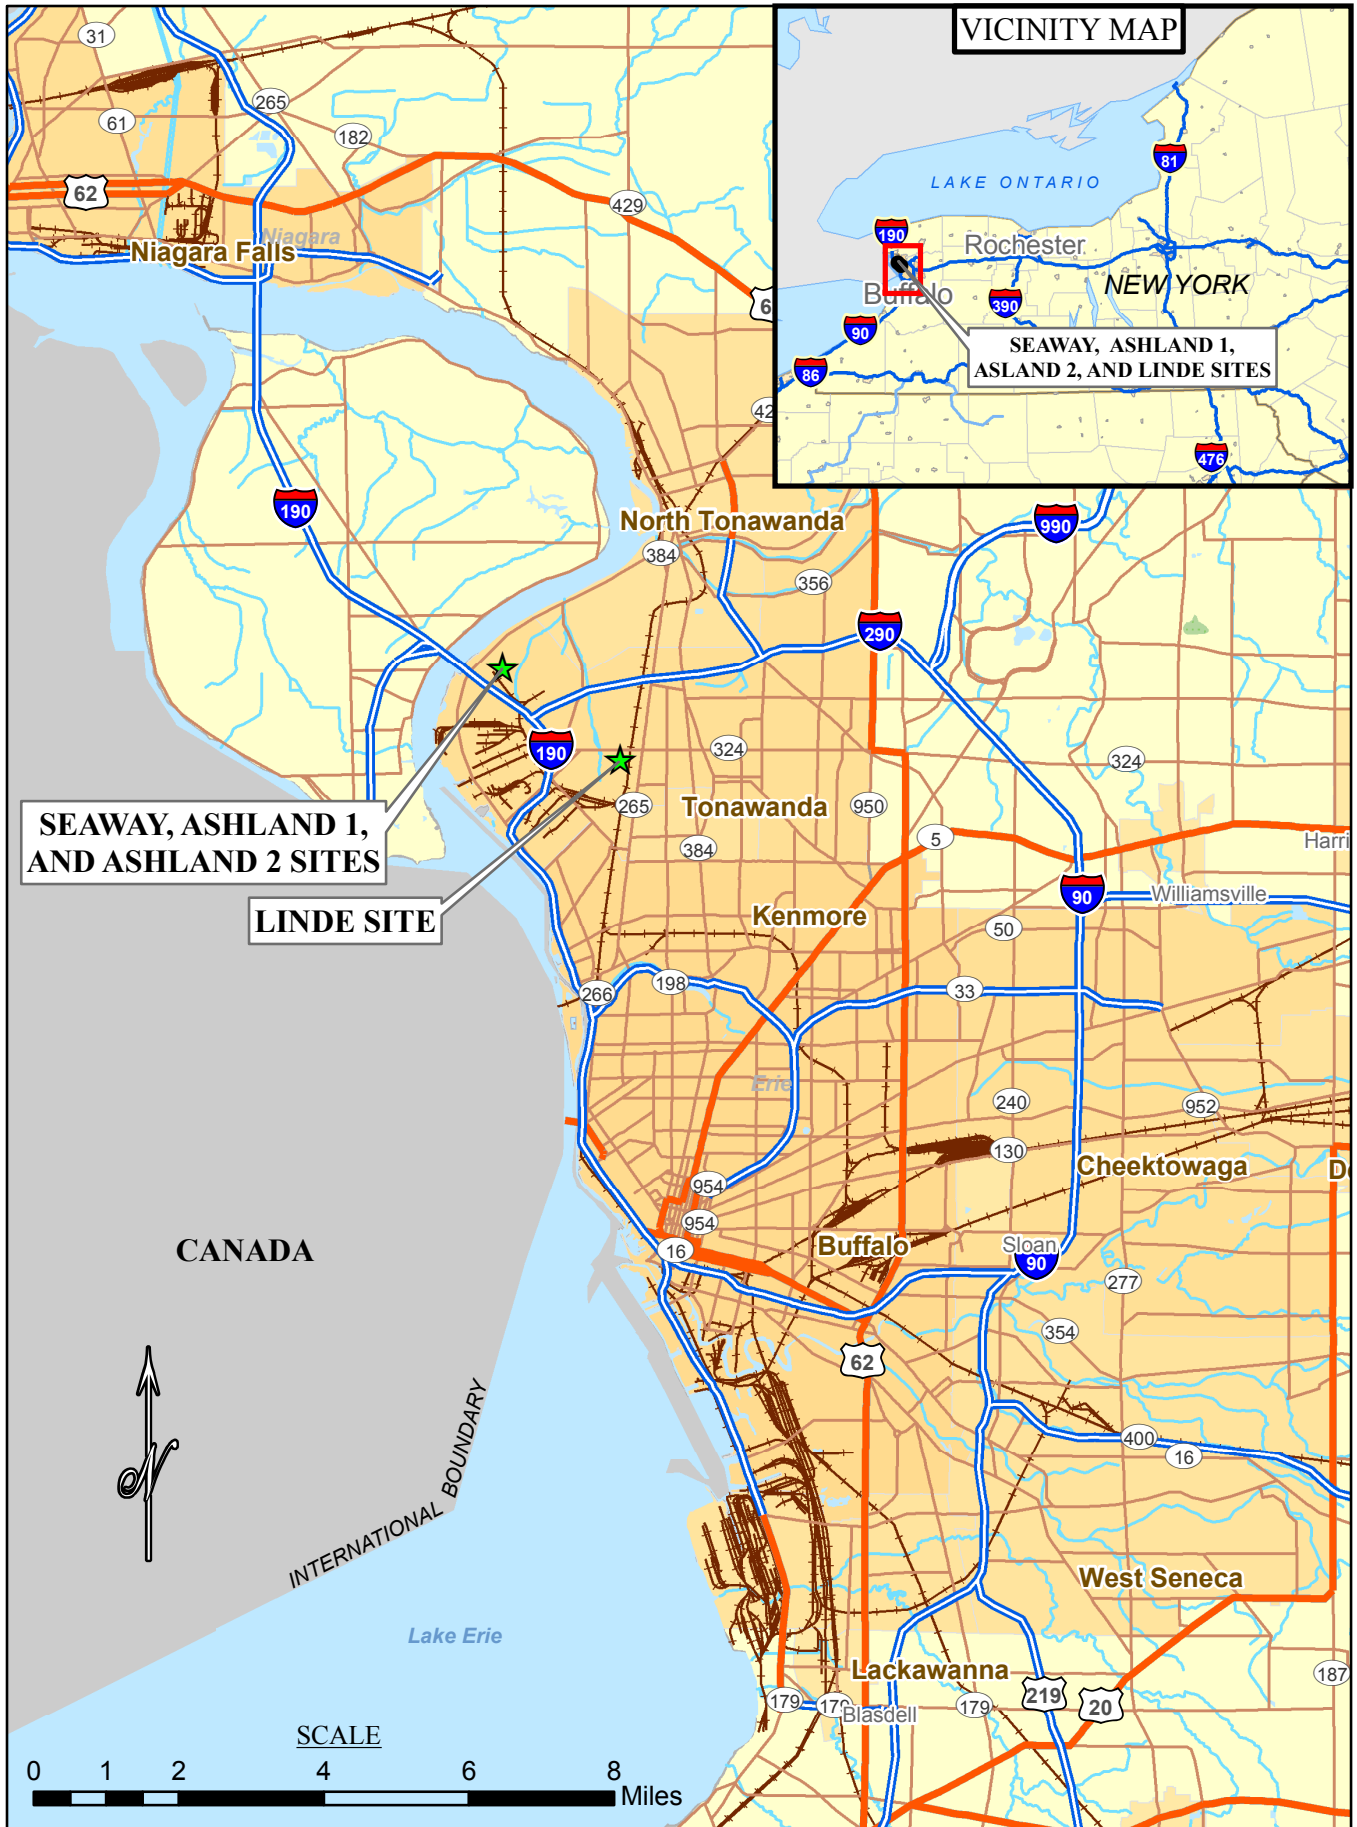 VICINITY MAP
LAKE ONTARIO
81
190
Rochester
NEW YORK
Buffalo
390
90
86
SEAWAY, ASHLAND 1,
ASLAND 2, AND LINDE SITES
476
31
265
61
182
62
429
Niagara
Niagara Falls
6
42
190
North Tonawanda
990
384
356
290
190
324
324
SEAWAY, ASHLAND 1,
AND ASHLAND 2 SITES
265
Tonawanda
950
384
5
Harri
90
Williamsville
LINDE SITE
Kenmore
50
266
198
33
Erie
240
952
130
Cheektowaga
De
954
954
CANADA
16
Buffalo
Sloan
90
277
354
62
INTERNATIONAL BOUNDARY
400
16
West Seneca
Lake Erie
Lackawanna
187
179
179
Blasdell
179
219
20
SCALE
0 1 2 4 6 8
Miles
N